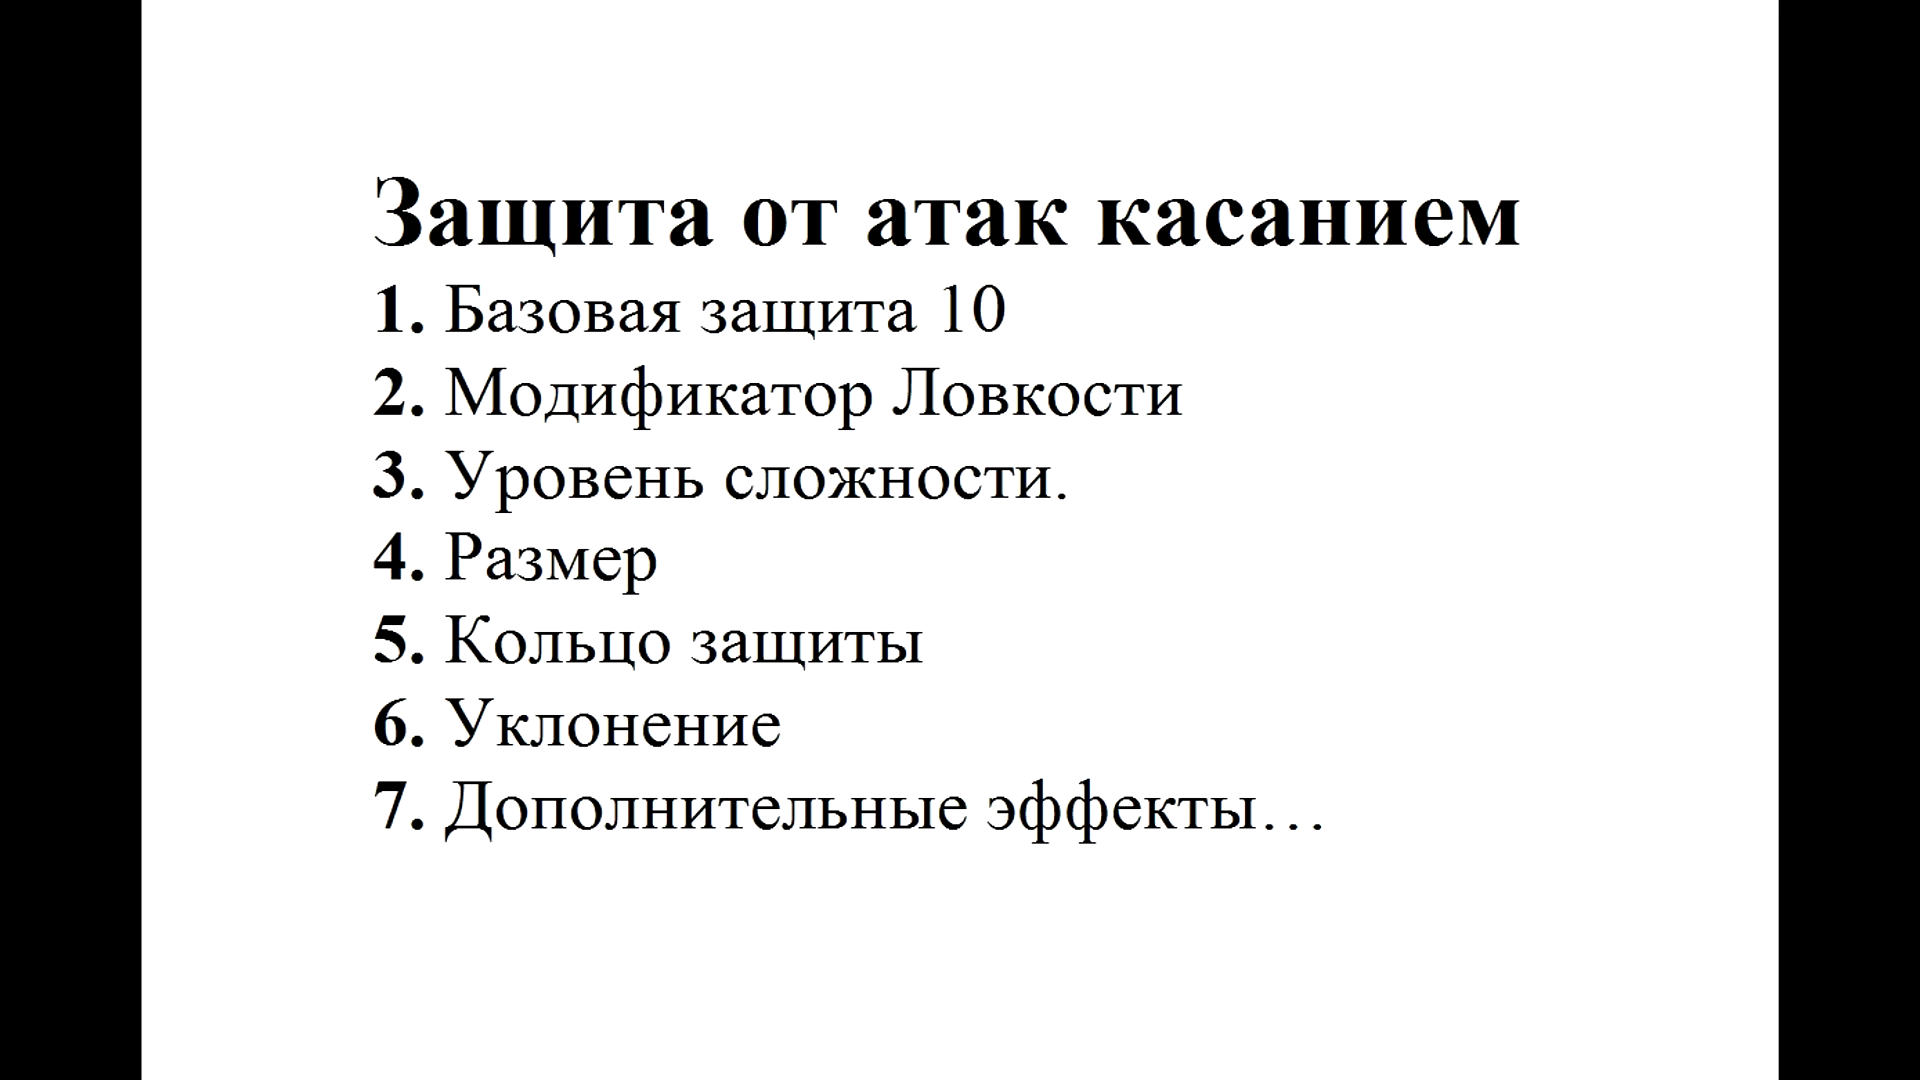 Защита от атак касанием
1. Базовая защита 10
2. Модификатор Ловкости
3. Уровень сложности.
4. Размер
5. Кольцо защиты
6. Уклонение
7. Дополнительные эффекты…